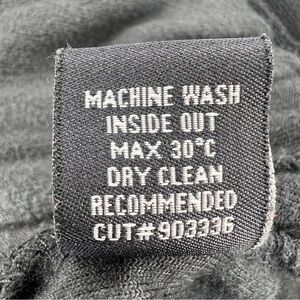 MACHINE WASH
INSIDE OUT
MAX 30°C
DRY CLEAN
RECOMMENDED
CUT#903336